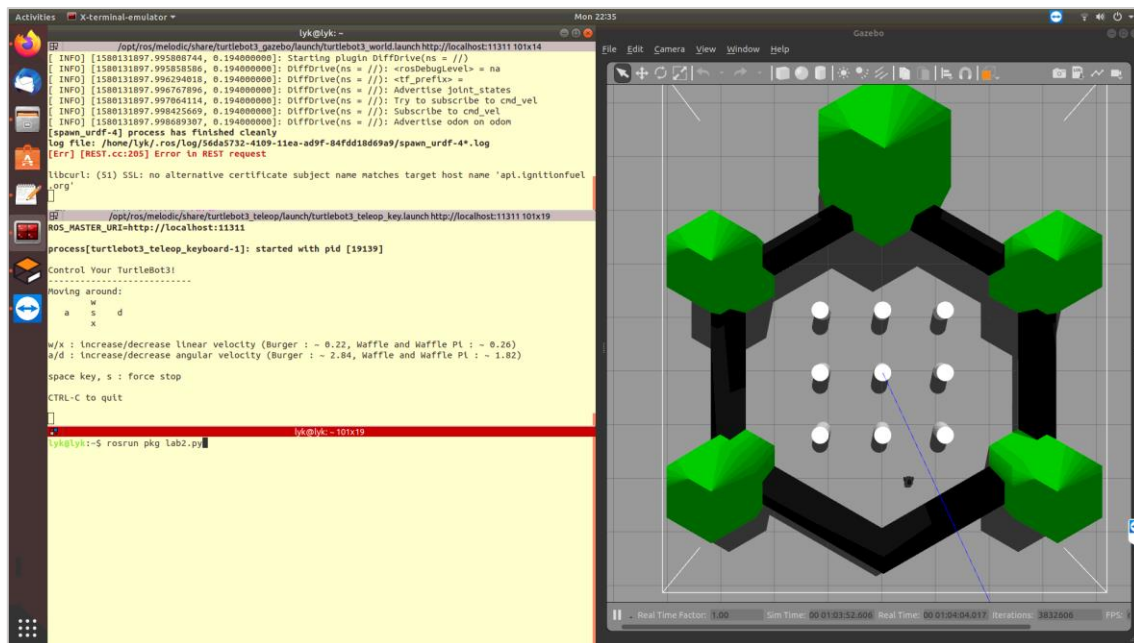 Activities
X-terminal-emulator
Mon 22:35
lyk@lyk: ~
/opt/ros/melodic/share/turtlebot3_gazebo/launch/turtlebot3_world.launch http://localhost:11311 101x14
[ INFO] [1580131897.995808744, 0.194000000]: Starting plugin DiffDrive(ns = //)
[ INFO] [1580131897.995858586, 0.194000000]: DiffDrive(ns = //): <rosDebugLevel> = na
[ INFO] [1580131897.996294018, 0.194000000]: DiffDrive(ns = //): <tf_prefix> =
[ INFO] [1580131897.996767896, 0.194000000]: DiffDrive(ns = //): Advertise joint_states
[ INFO] [1580131897.997064114, 0.194000000]: DiffDrive(ns = //): Try to subscribe to cmd_vel
[ INFO] [1580131897.998425669, 0.194000000]: DiffDrive(ns = //): Subscribe to cmd_vel
[ INFO] [1580131897.998689307, 0.194000000]: DiffDrive(ns = //): Advertise odom on odom
[spawn_urdf-4] process has finished cleanly
log file: /home/lyk/.ros/log/56da5732-4109-11ea-ad9f-84fdd18d69a9/spawn_urdf-4*.log
[Err] [REST.cc:205] Error in REST request
libcurl: (51) SSL: no alternative certificate subject name matches target host name 'api.ignitionfuel
.org'
/opt/ros/melodic/share/turtlebot3_teleop/launch/turtlebot3_teleop_key.launch http://localhost:11311 101x19
ROS_MASTER_URI=http://localhost:11311
process[turtlebot3_teleop_keyboard-1]: started with pid [19139]
Control Your TurtleBot3!
---------------------------
Moving around:
w
a s d
x
w/x : increase/decrease linear velocity (Burger : ~ 0.22, Waffle and Waffle Pi : ~ 0.26)
a/d : increase/decrease angular velocity (Burger : ~ 2.84, Waffle and Waffle Pi : ~ 1.82)
space key, s : force stop
CTRL-C to quit
lyk@lyk: ~ 101x19
lyk@lyk:~$ rosrun pkg lab2.py
Gazebo
File Edit Camera View Window Help
Real Time Factor: 1.00 Sim Time: 00 01:03:52.606 Real Time: 00 01:04:04.017 Iterations: 3832606 FPS: